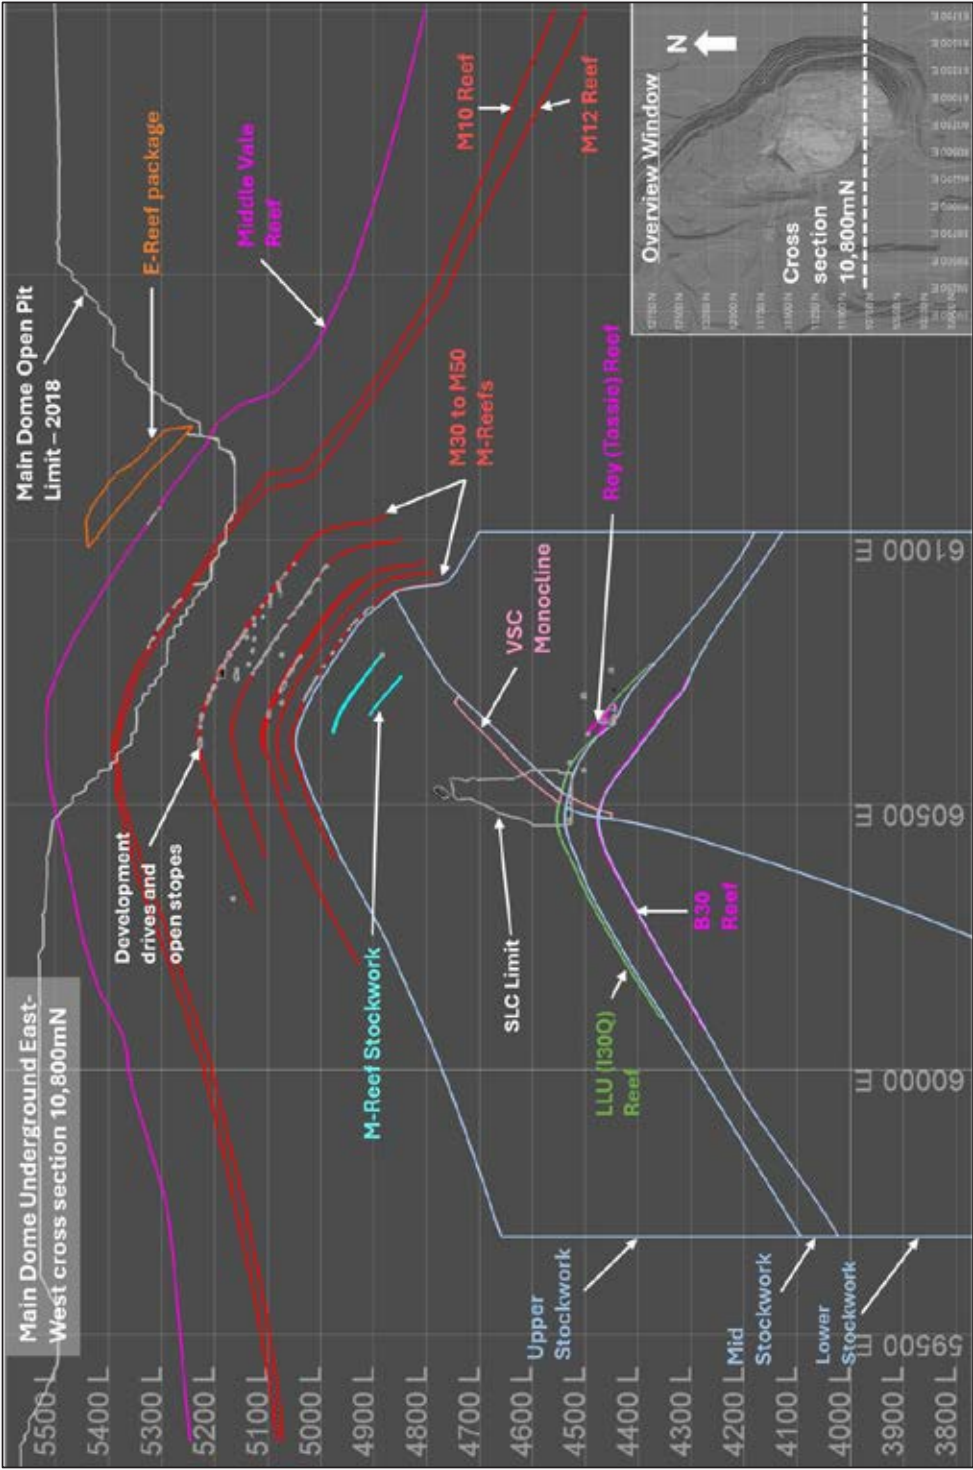 Main Dome Underground East-
West cross section 10,800mN
Main Dome Open Pit
Limit – 2018
E-Reef package
Middle Vale
Reef
M10 Reef
M12 Reef
Development
drives and
open stopes
M30 to M50
M-Reefs
M-Reef Stockwork
VSC
Monocline
Roy (Tossio) Reef
SLC Limit
LLU (I30Q)
Reef
B30
Reef
Upper
Stockwork
Mid
Stockwork
Lower
Stockwork
5500 L
5400 L
5300 L
5200 L
5100 L
5000 L
4900 L
4800 L
4700 L
4600 L
4500 L
4400 L
4300 L
4200 L
4100 L
4000 L
3900 L
3800 L
59500 E
60000 E
60500 E
61000 E
Overview Window
N
Cross
section
10,800mN